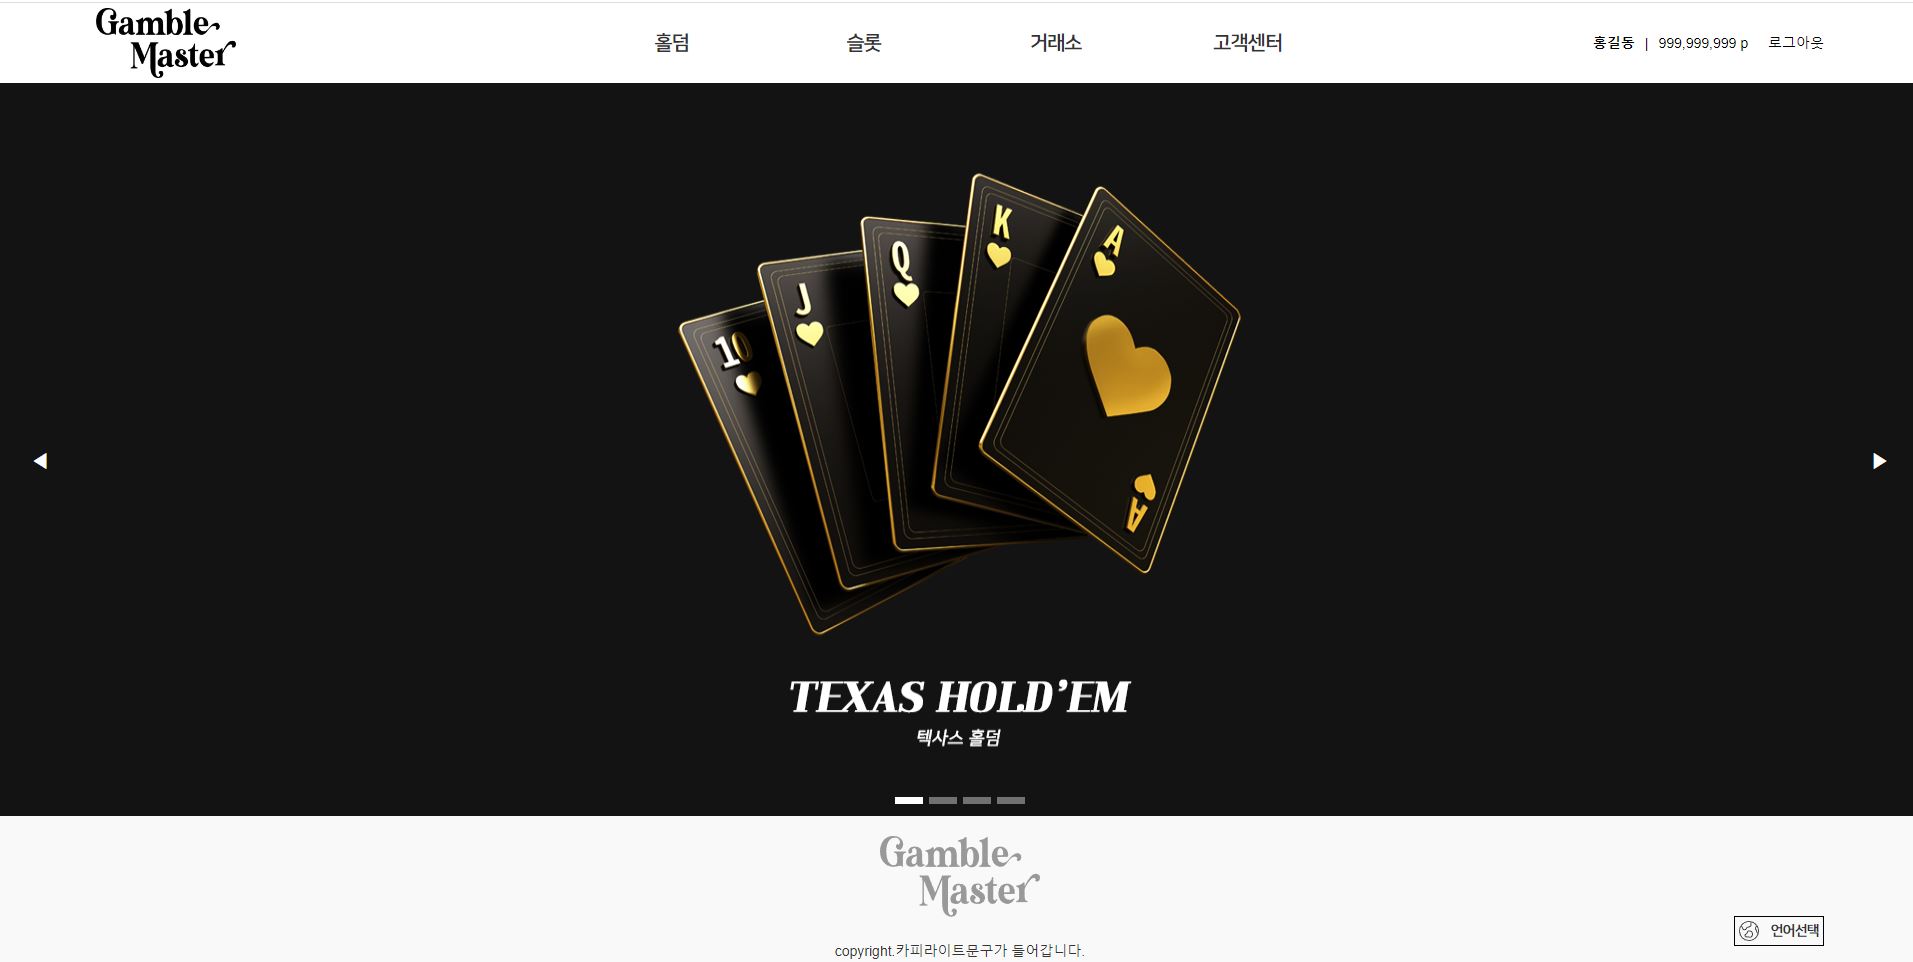 Gamble
Master
홀덤
슬롯
거래소
고객센터
홍길동 | 999,999,999 p 로그아웃
10
J
Q
K
A
A
TEXAS HOLD'EM
텍사스 홀덤
Gamble
Master
언어선택
copyright.카피라이트문구가 들어갑니다.